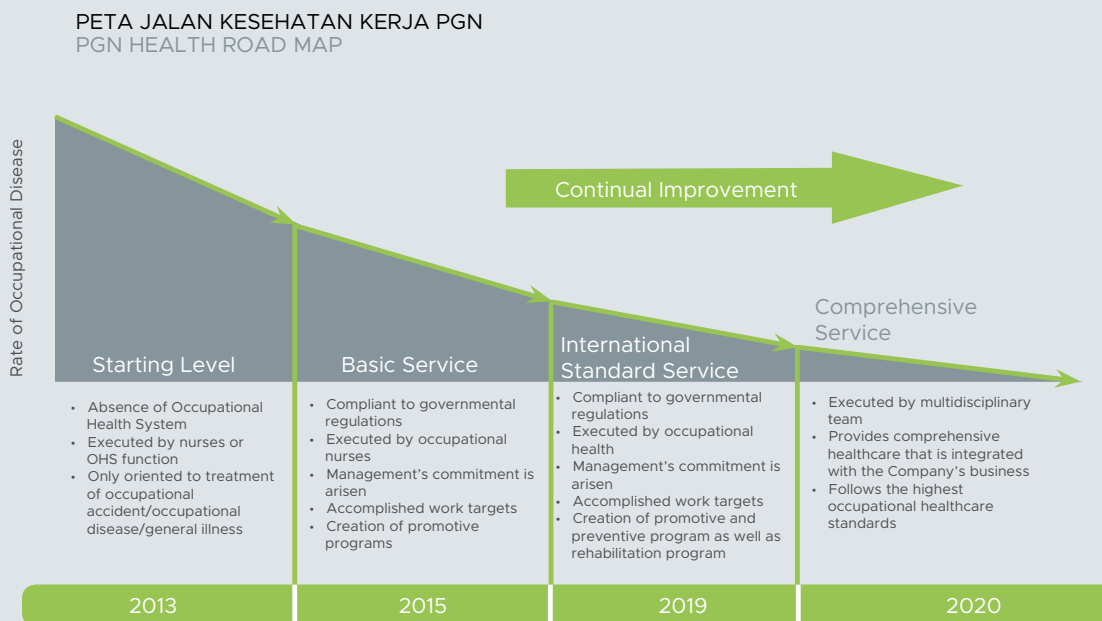 PETA JALAN KESEHATAN KERJA PGN
PGN HEALTH ROAD MAP
Rate of Occupational Disease
Continual Improvement
Starting Level
• Absence of Occupational
Health System
• Executed by nurses or
OHS function
• Only oriented to treatment
of occupational
accident/occupational
disease/general illness
2013
Basic Service
• Compliant to governmental
regulations
• Executed by occupational
nurses
• Management's commitment is
arisen
• Accomplished work targets
• Creation of promotive
programs
2015
International
Standard Service
• Compliant to governmental
regulations
• Executed by occupational
health
• Management's commitment is
arisen
• Accomplished work targets
• Creation of promotive and
preventive program as well as
rehabilitation program
2019
Comprehensive
Service
• Executed by multidisciplinary
team
• Provides comprehensive
healthcare that is integrated
with the Company's business
• Follows the highest
occupational healthcare
standards
2020